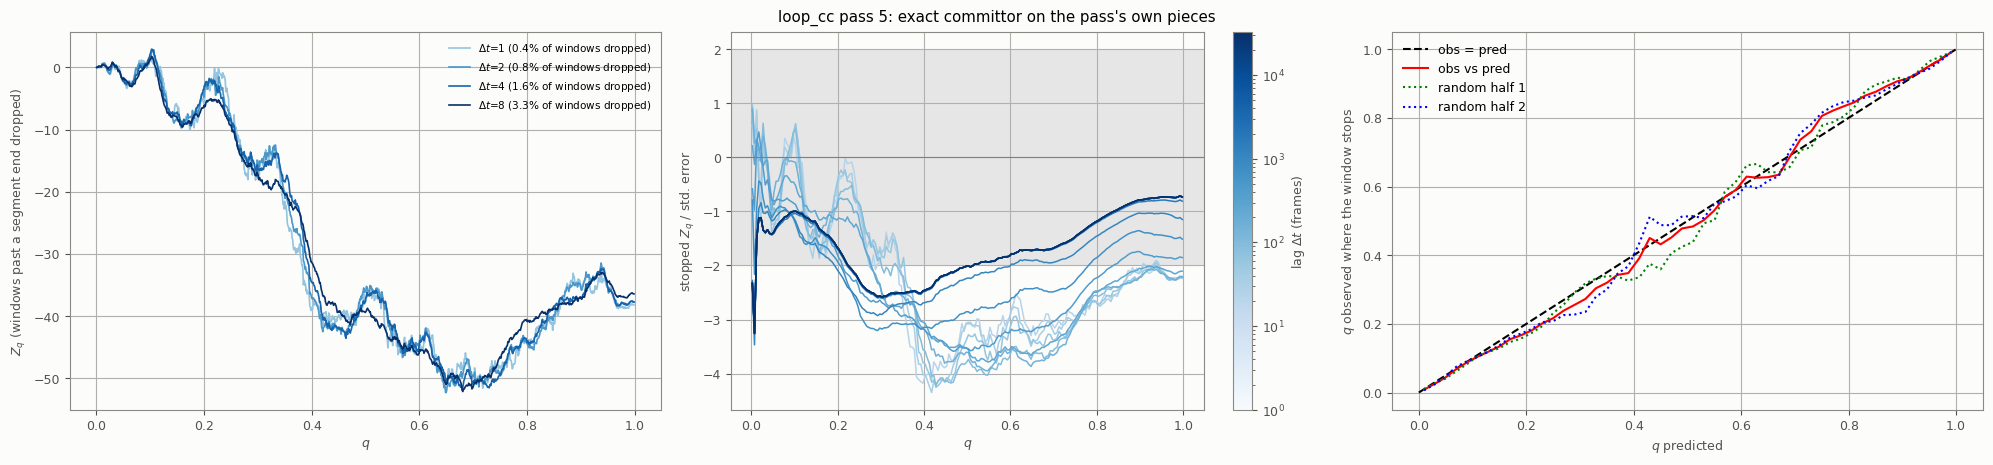 loop_cc pass 5: exact committor on the pass's own pieces
Z_q (windows past a segment end dropped)
0
−10
−20
−30
−40
−50
0.0 0.2 0.4 0.6 0.8 1.0
q
Δt=1 (0.4% of windows dropped)
Δt=2 (0.8% of windows dropped)
Δt=4 (1.6% of windows dropped)
Δt=8 (3.3% of windows dropped)
stopped Z_q / std. error
2
1
0
−1
−2
−3
−4
0.0 0.2 0.4 0.6 0.8 1.0
q
10^4
10^3
10^2
10^1
10^0
lag Δt (frames)
q observed where the window stops
1.0
0.8
0.6
0.4
0.2
0.0
0.0 0.2 0.4 0.6 0.8 1.0
q predicted
obs = pred
obs vs pred
random half 1
random half 2